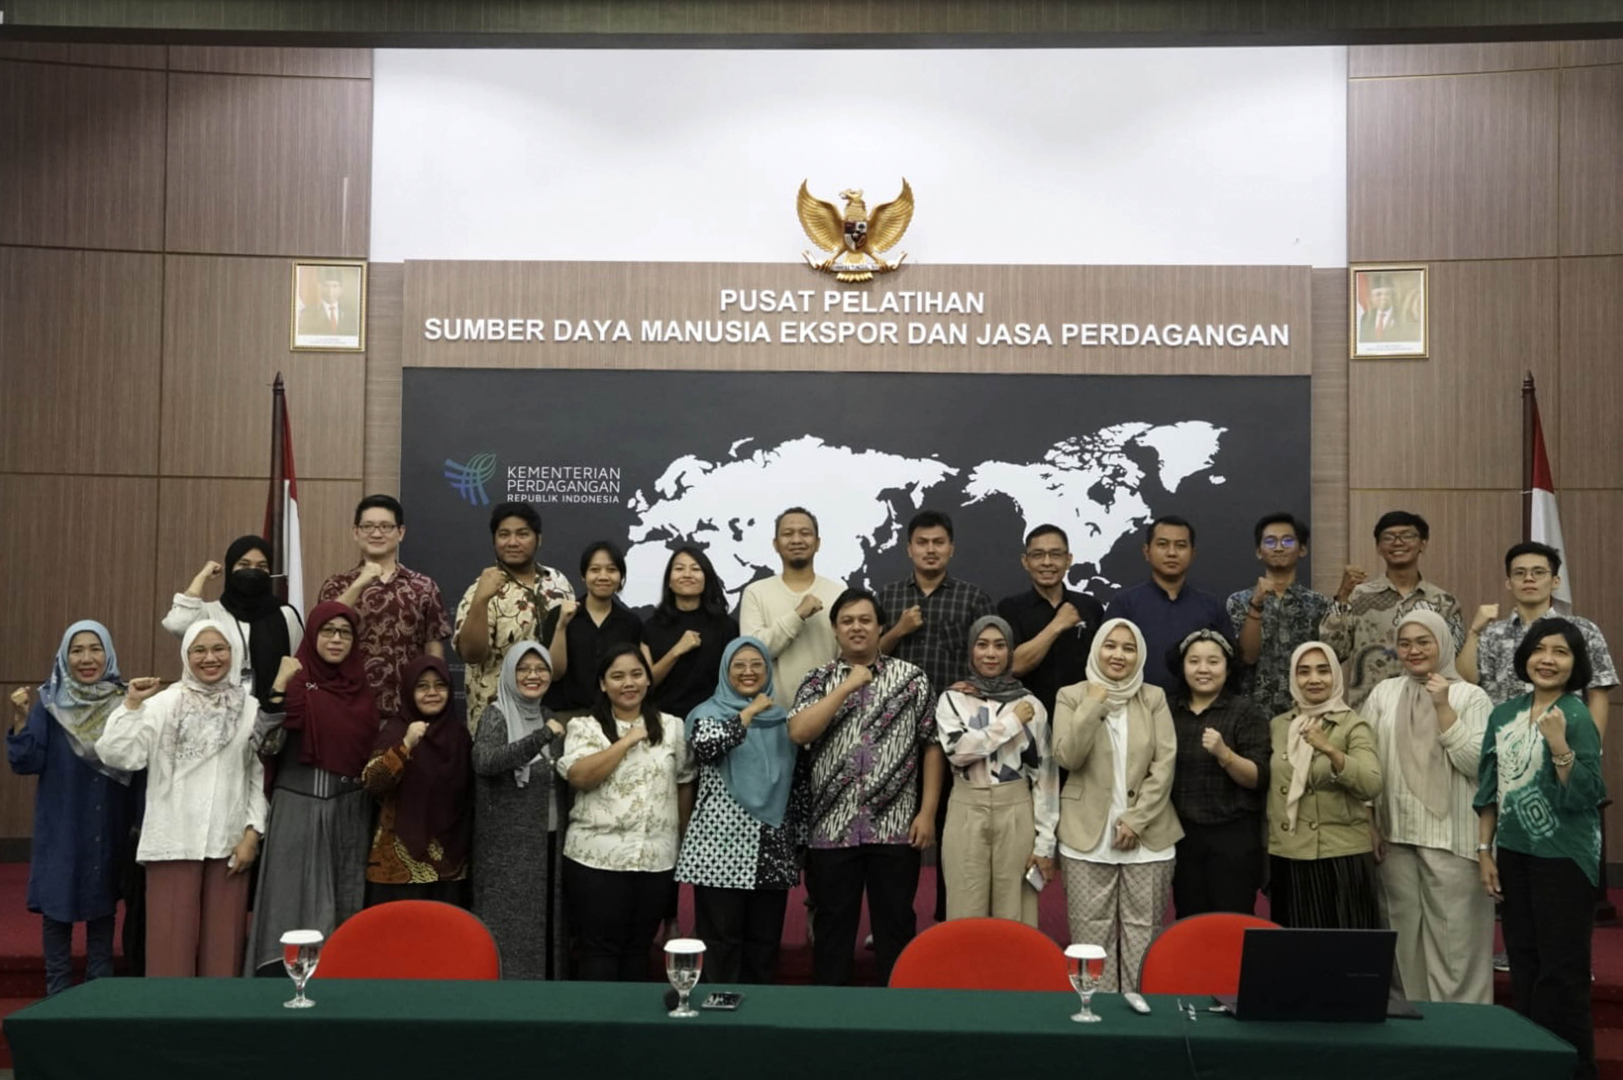 PUSAT PELATIHAN
SUMBER DAYA MANUSIA EKSPOR DAN JASA PERDAGANGAN
KEMENTERIAN
PERDAGANGAN
REPUBLIK INDONESIA